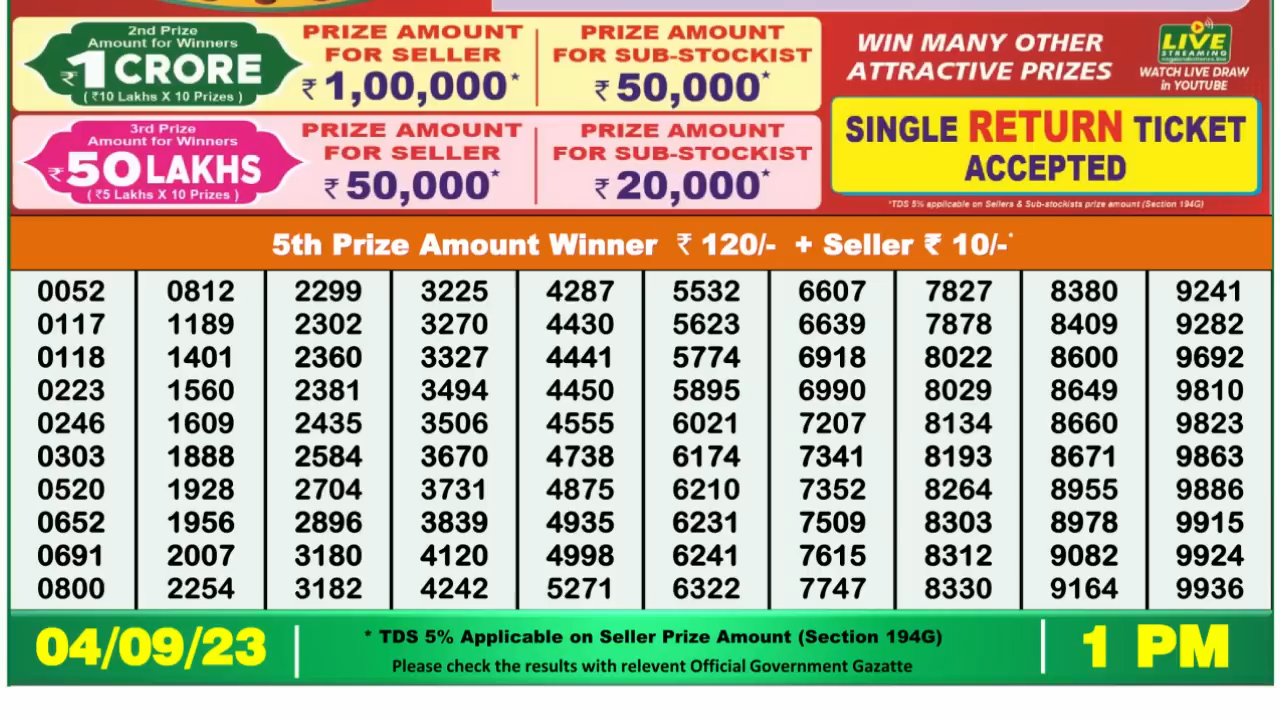 2nd Prize
Amount for Winners
₹1 CRORE
( ₹10 Lakhs X 10 Prizes )
PRIZE AMOUNT
FOR SELLER
₹ 1,00,000*
PRIZE AMOUNT
FOR SUB-STOCKIST
₹ 50,000*
WIN MANY OTHER
ATTRACTIVE PRIZES
LIVE
STREAMING
WATCH LIVE DRAW
in YOUTUBE
3rd Prize
Amount for Winners
₹50 LAKHS
( ₹5 Lakhs X 10 Prizes )
PRIZE AMOUNT
FOR SELLER
₹ 50,000*
PRIZE AMOUNT
FOR SUB-STOCKIST
₹ 20,000*
SINGLE RETURN TICKET
ACCEPTED
*TDS 5% applicable on Sellers & Sub-stockists prize amount (Section 194G)
5th Prize Amount Winner ₹ 120/- + Seller ₹ 10/-*
0052 0812 2299 3225 4287 5532 6607 7827 8380 9241
0117 1189 2302 3270 4430 5623 6639 7878 8409 9282
0118 1401 2360 3327 4441 5774 6918 8022 8600 9692
0223 1560 2381 3494 4450 5895 6990 8029 8649 9810
0246 1609 2435 3506 4555 6021 7207 8134 8660 9823
0303 1888 2584 3670 4738 6174 7341 8193 8671 9863
0520 1928 2704 3731 4875 6210 7352 8264 8955 9886
0652 1956 2896 3839 4935 6231 7509 8303 8978 9915
0691 2007 3180 4120 4998 6241 7615 8312 9082 9924
0800 2254 3182 4242 5271 6322 7747 8330 9164 9936
04/09/23
* TDS 5% Applicable on Seller Prize Amount (Section 194G)
Please check the results with relevent Official Government Gazatte
1 PM